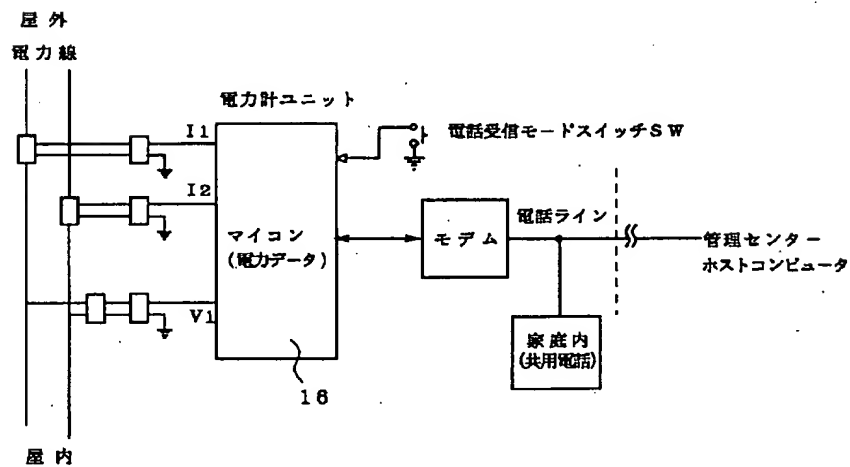 屋外
電力線
電力計ユニット
I1
電話受信モードスイッチSW
I2
マイコン
(電力データ)
モデム
電話ライン
管理センター
ホストコンピュータ
V1
家庭内
(共用電話)
16
屋内